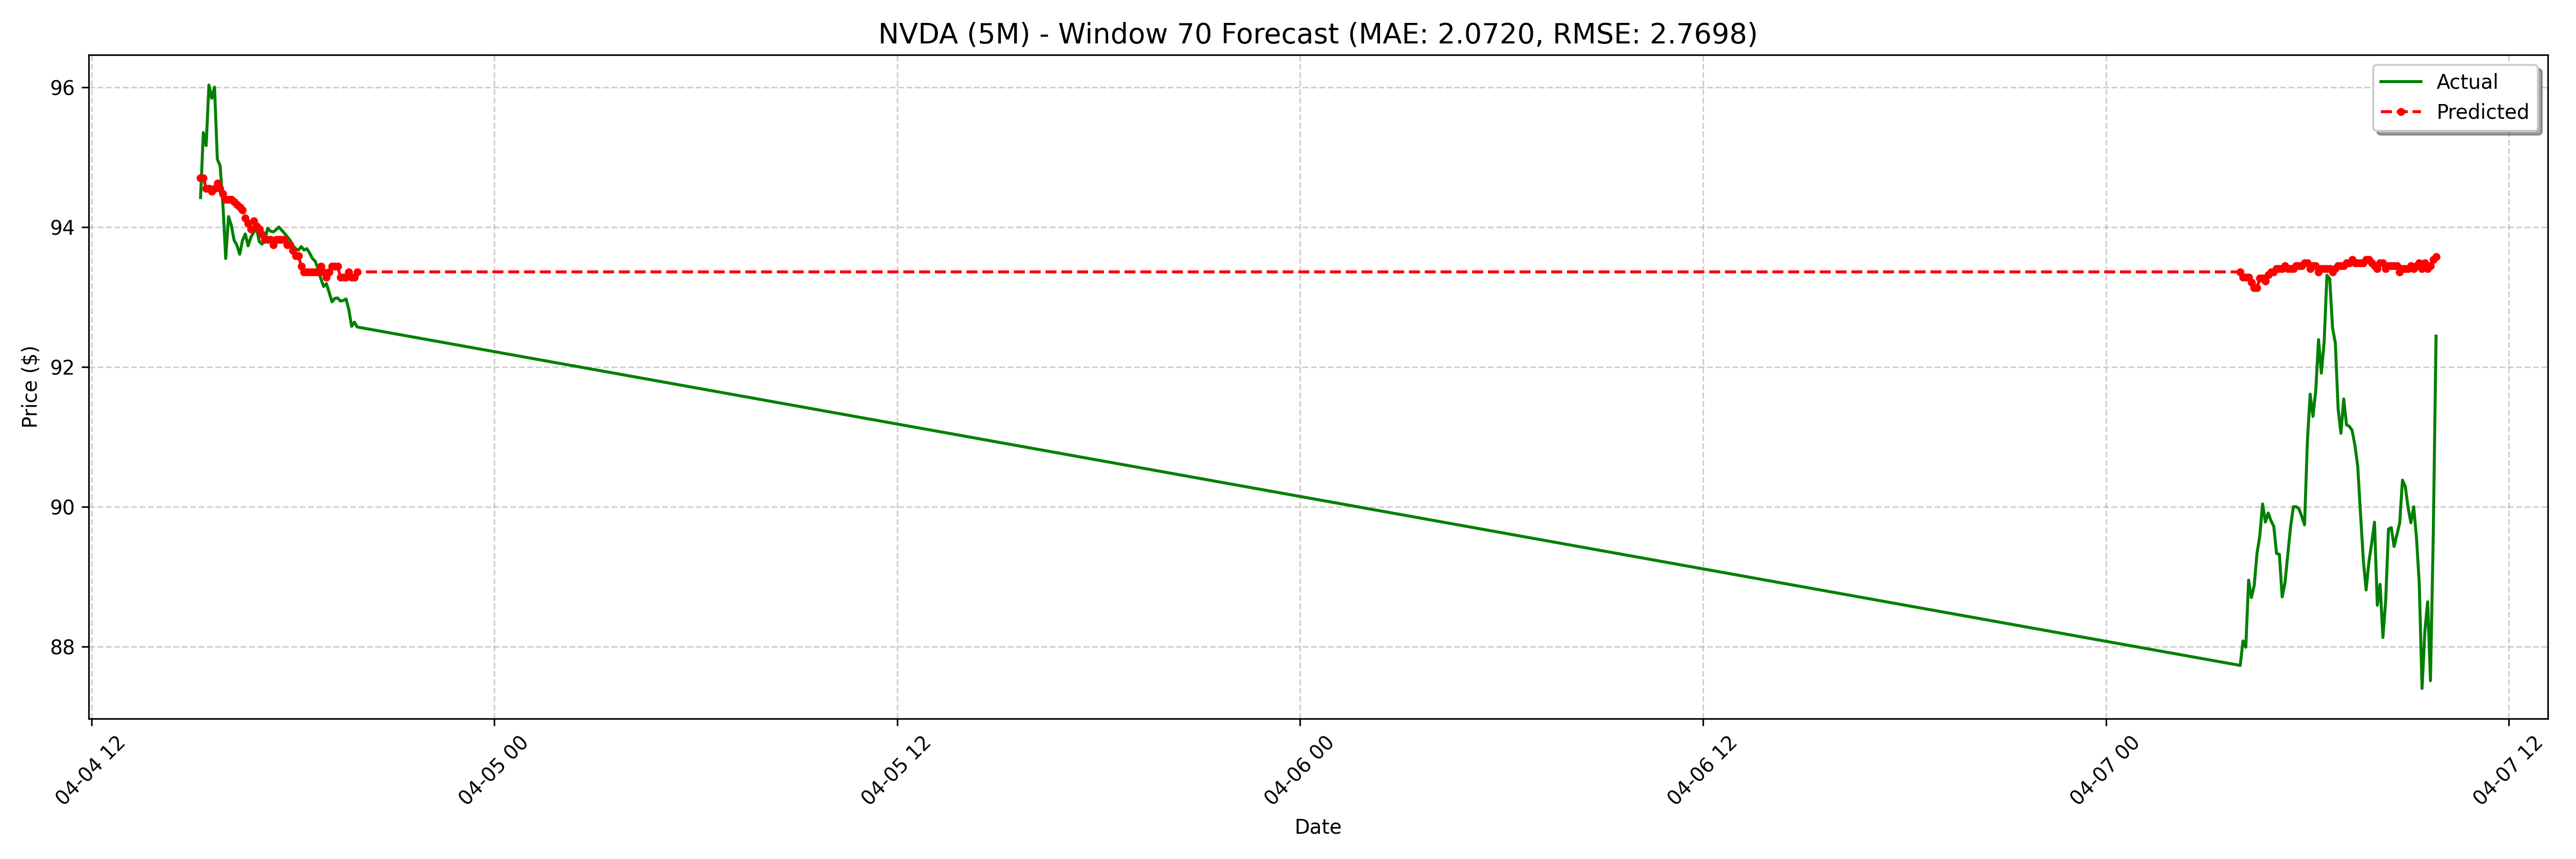 NVDA (5M) - Window 70 Forecast (MAE: 2.0720, RMSE: 2.7698)
Actual
Predicted
Price ($)
96
94
92
90
88
04-04 12
04-05 00
04-05 12
04-06 00
04-06 12
04-07 00
04-07 12
Date